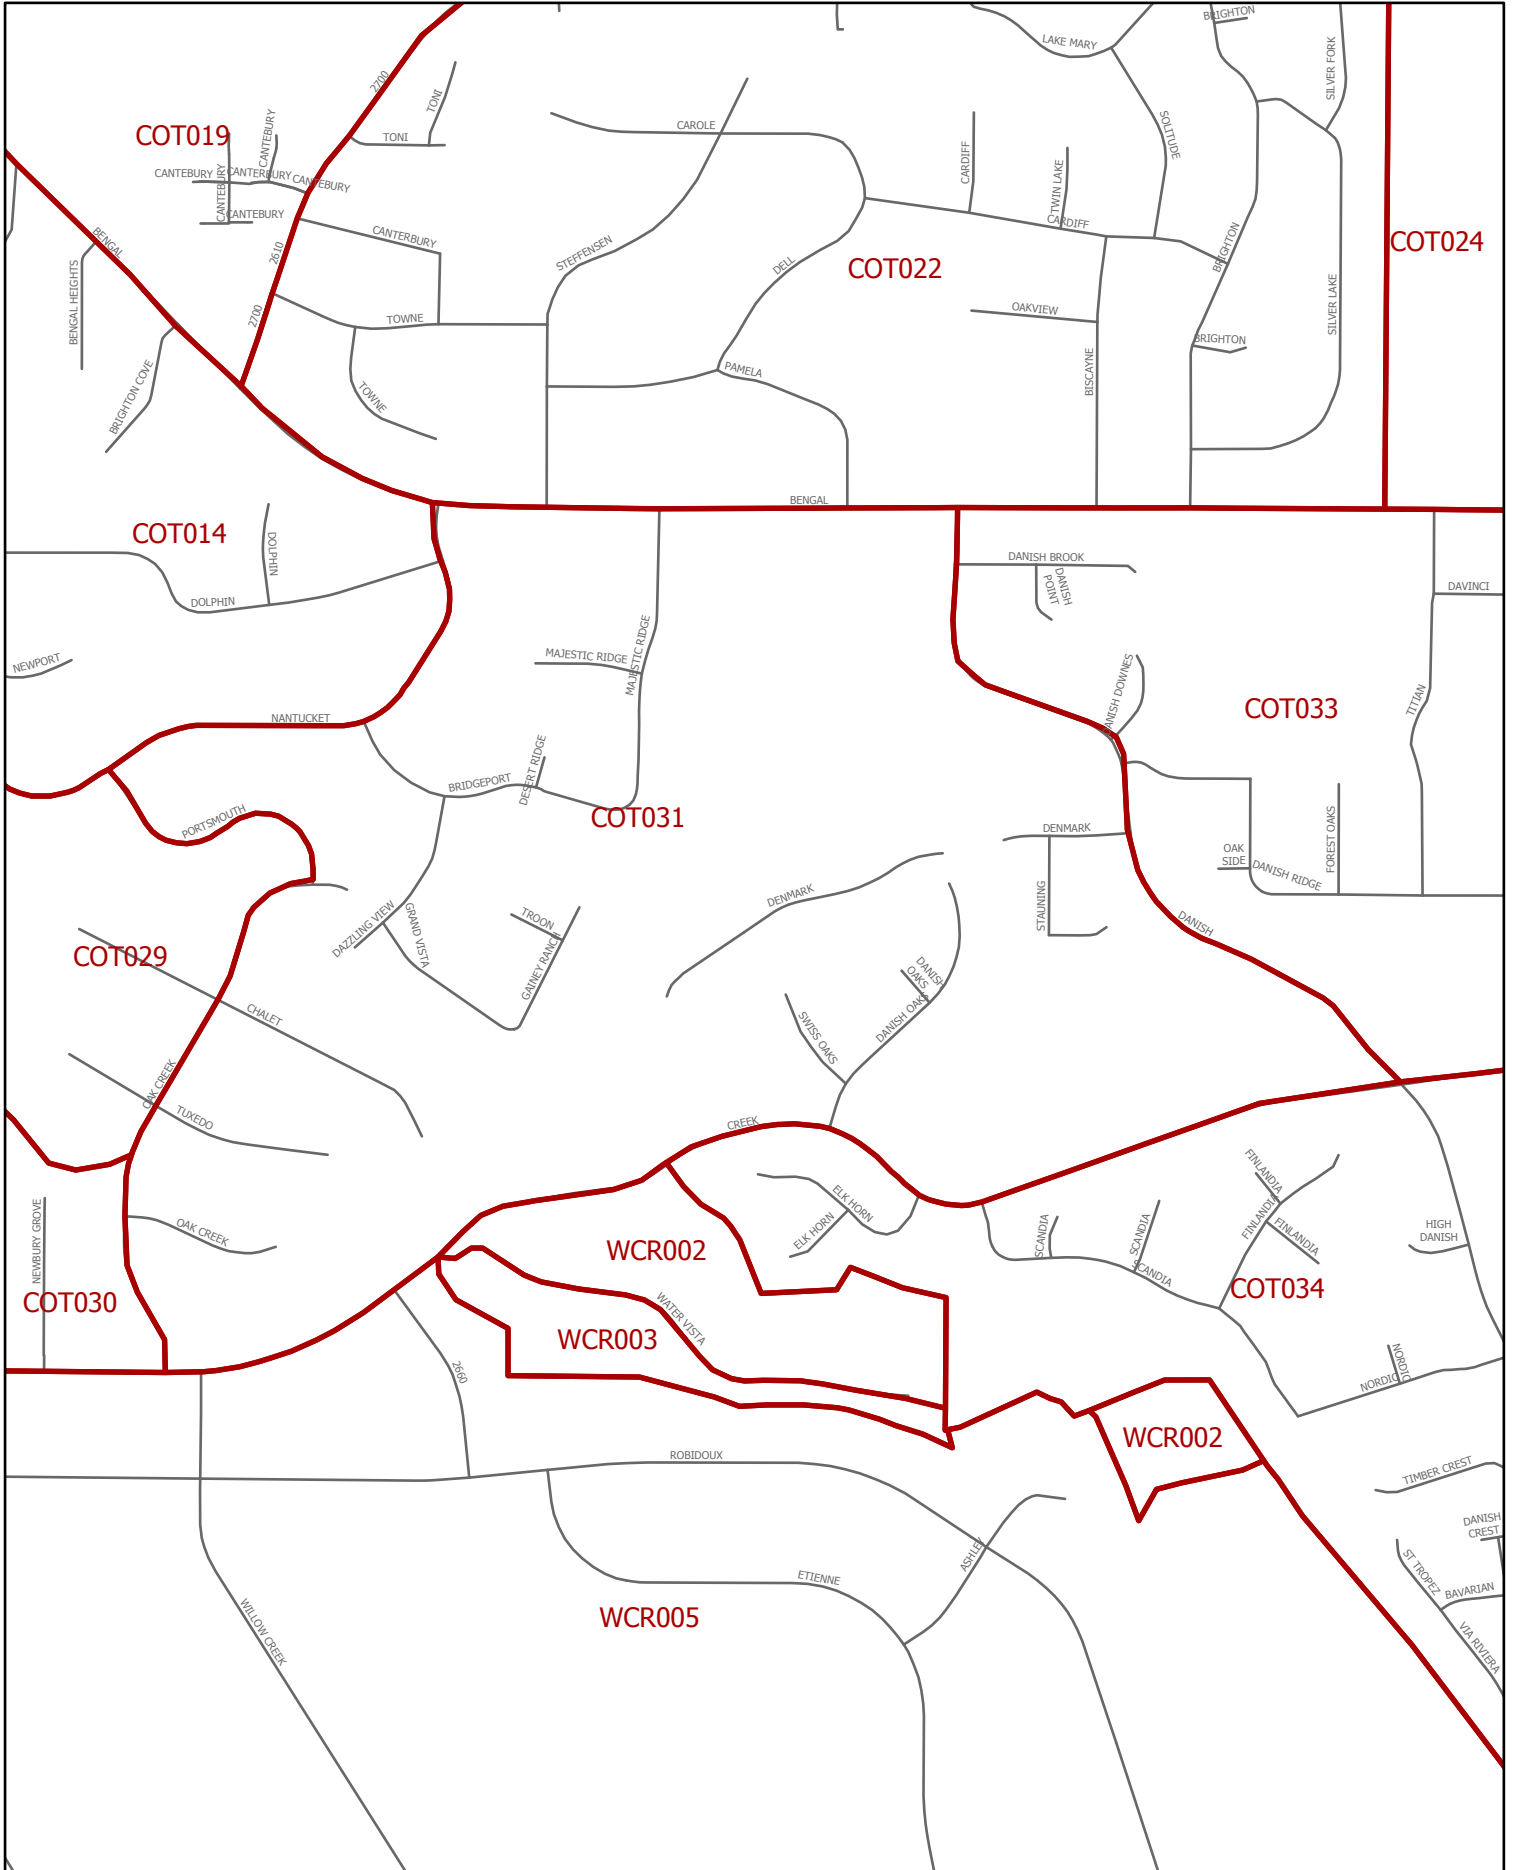 BRIGHTON
LAKE MARY
SILVER FORK
2700
TONI
TONI
CAROLE
SOLITUDE
COT019
CANTEBURY
CANTEBURY
CANTERBURY
CANTEBURY
CANTEBURY
CANTEBURY
CARDIFF
TWIN LAKE
CARDIFF
COT024
BENGAL
2610
CANTERBURY
STEFFENSEN
DELL
COT022
BRIGHTON
BENGAL HEIGHTS
2700
TOWNE
OAKVIEW
SILVER LAKE
BRIGHTON
BRIGHTON COVE
TOWNE
PAMELA
BISCAYNE
BENGAL
COT014
DOLPHIN
DOLPHIN
DANISH BROOK
DANISH
POINT
DAVINCI
NEWPORT
MAJESTIC RIDGE
MAJESTIC RIDGE
DANISH DOWNES
COT033
TITIAN
NANTUCKET
BRIDGEPORT
DESERT RIDGE
COT031
PORTSMOUTH
DENMARK
OAK
SIDE
DANISH RIDGE
FOREST OAKS
DENMARK
STAUNING
DANISH
DAZZLING VIEW
GRAND VISTA
TROON
GAINEY RANCH
COT029
CHALET
DANISH
OAKS
DANISH OAKS
SWISS OAKS
OAK CREEK
TUXEDO
CREEK
NEWBURY GROVE
OAK CREEK
WCR002
ELK HORN
ELK HORN
SCANDIA
SCANDIA
SCANDIA
FINLANDIA
FINLANDIA
FINLANDIA
HIGH
DANISH
COT034
COT030
WATER VISTA
WCR003
2660
NORDIC
NORDIC
WCR002
ROBIDOUX
TIMBER CREST
DANISH
CREST
ASHLEY
ETIENNE
ST TROPEZ
BAVARIAN
WCR005
WILLOW CREEK
VIA RIVIERA